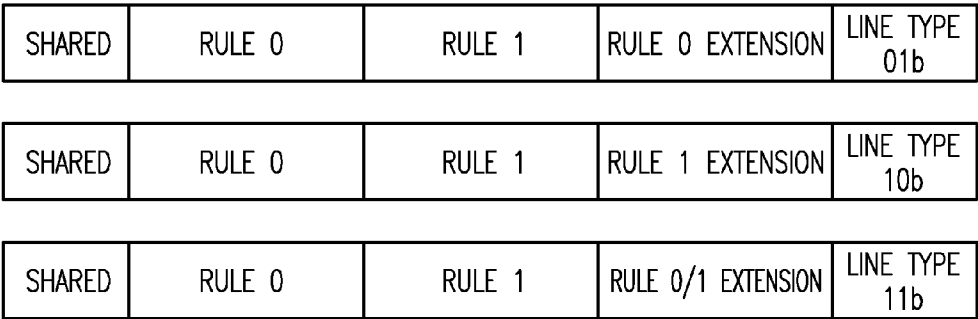 SHARED RULE 0 RULE 1 RULE 0 EXTENSION LINE TYPE 01b
SHARED RULE 0 RULE 1 RULE 1 EXTENSION LINE TYPE 10b
SHARED RULE 0 RULE 1 RULE 0/1 EXTENSION LINE TYPE 11b